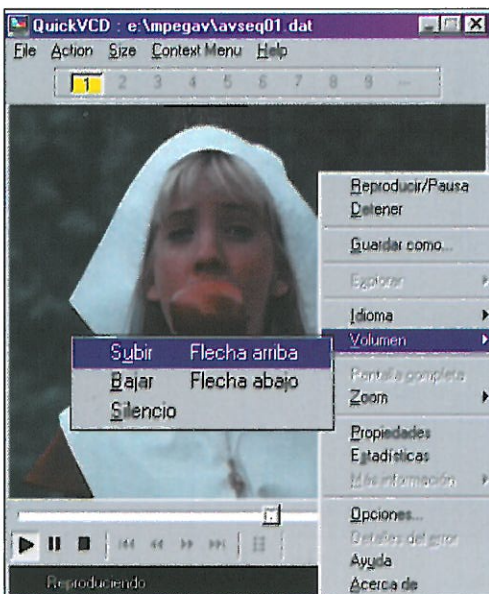 QuickVCD : e:\mpegav\avseq01.dat
File Action Size Context Menu Help
1 2 3 4 5 6 7 8 9 ...
Reproducir/Pausa
Detener
Guardar como...
Explorar
Idioma
Volumen
Subir Flecha arriba
Bajar Flecha abajo
Silencio
Pantalla completa
Zoom
Propiedades
Estadísticas
Más información
Opciones...
Detalles del error
Ayuda
Acerca de
Reproduciendo